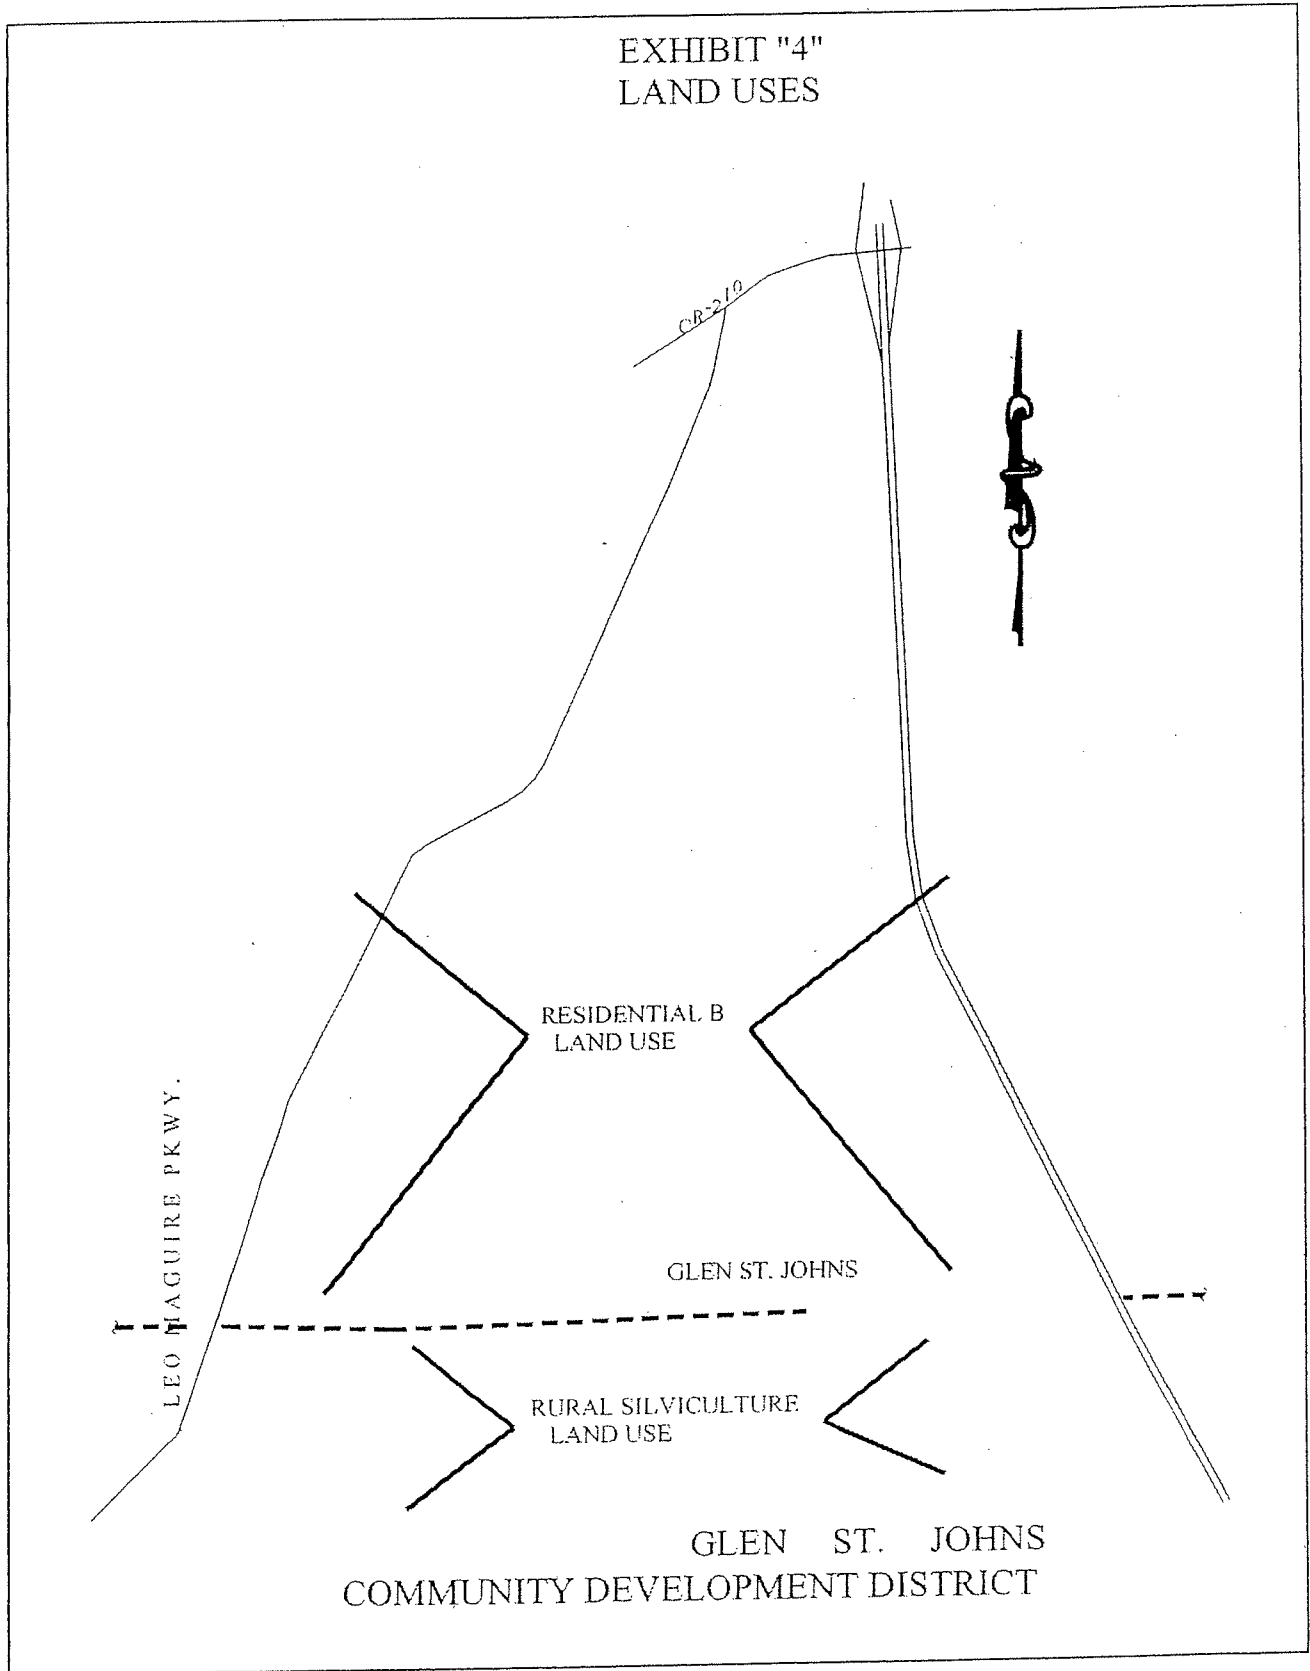 EXHIBIT "4"
LAND USES
CR-210
RESIDENTIAL B
LAND USE
LEO MAGUIRE PKWY.
GLEN ST. JOHNS
RURAL SILVICULTURE
LAND USE
GLEN ST. JOHNS
COMMUNITY DEVELOPMENT DISTRICT